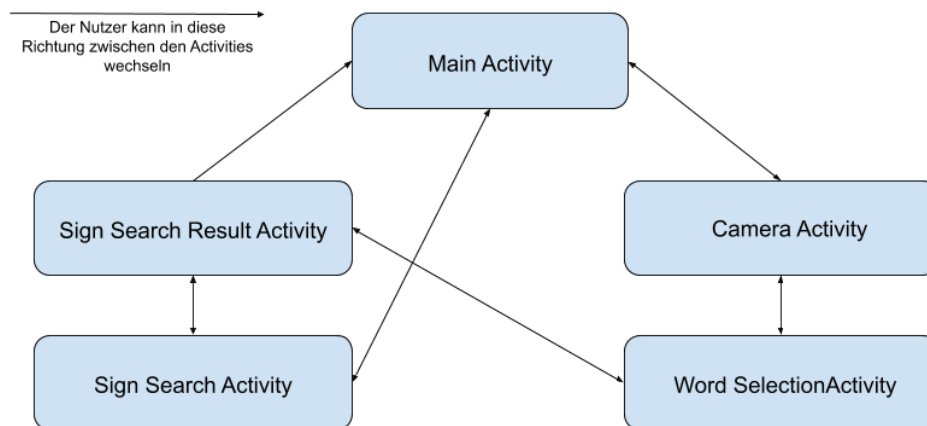 Der Nutzer kann in diese
Richtung zwischen den Activities
wechseln
Main Activity
Sign Search Result Activity
Camera Activity
Sign Search Activity
Word SelectionActivity